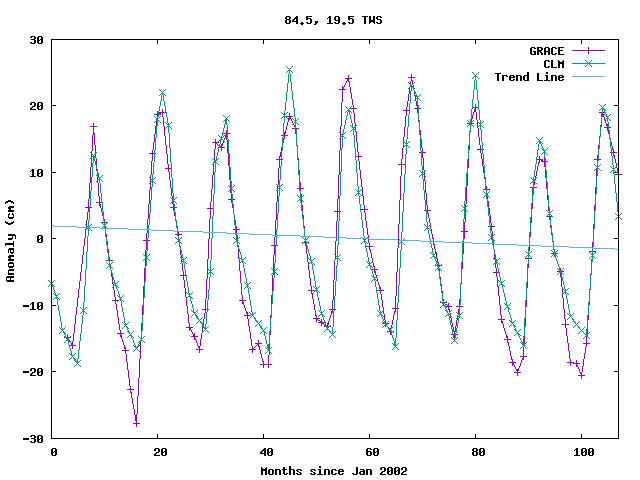 84.5, 19.5 TWS
GRACE
CLM
Trend Line
30
20
10
0
-10
-20
-30
Anomaly (cm)
0 20 40 60 80 100
Months since Jan 2002